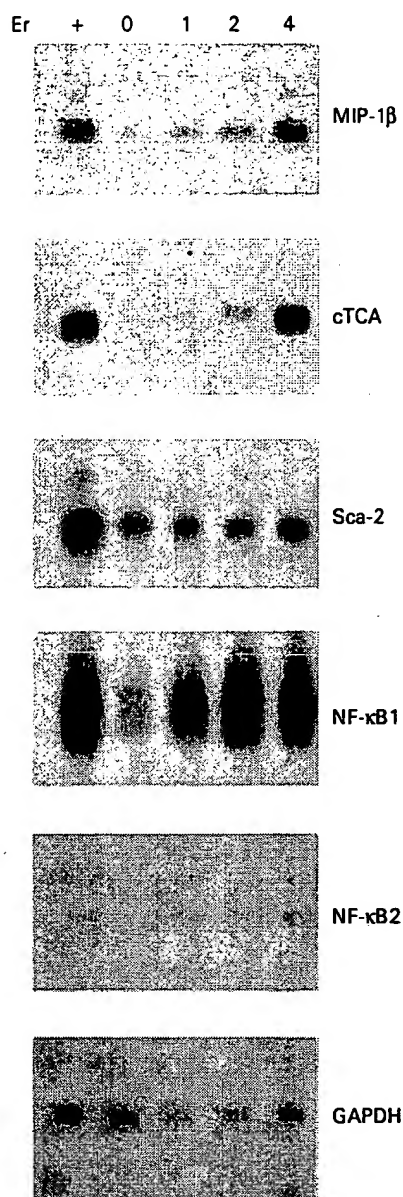 Er + 0 1 2 4
MIP-1β
cTCA
Sca-2
NF-κB1
NF-κB2
GAPDH